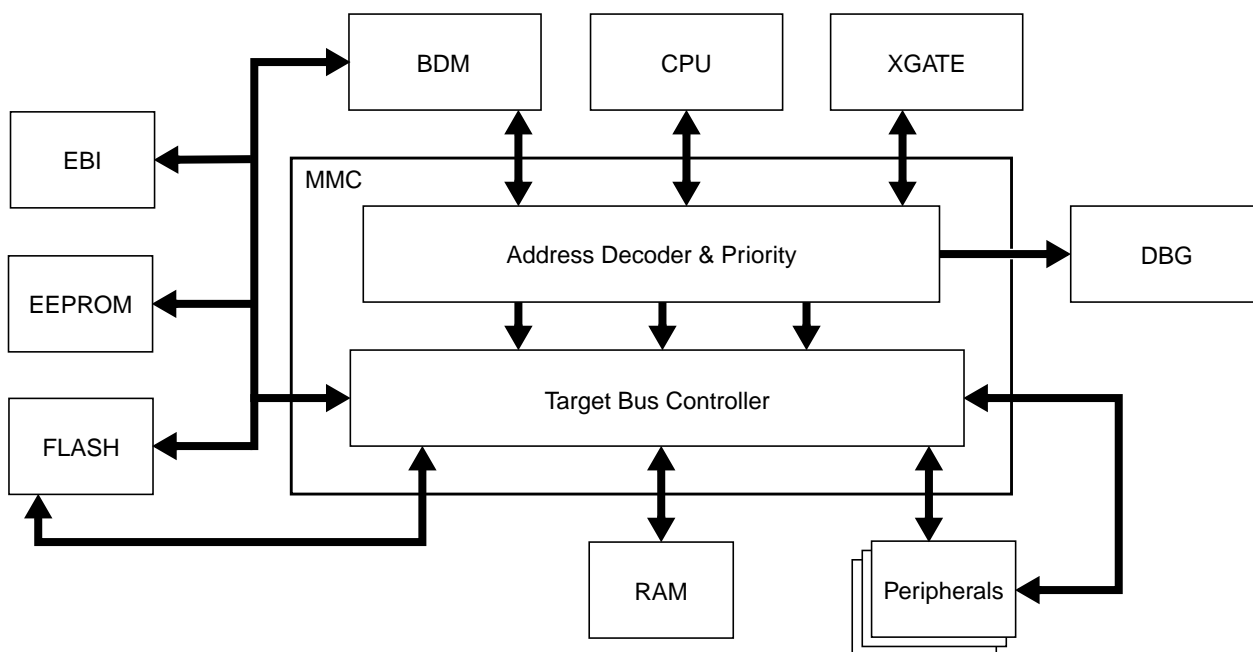 BDM
CPU
XGATE
EBI
MMC
Address Decoder & Priority
DBG
EEPROM
Target Bus Controller
FLASH
RAM
Peripherals